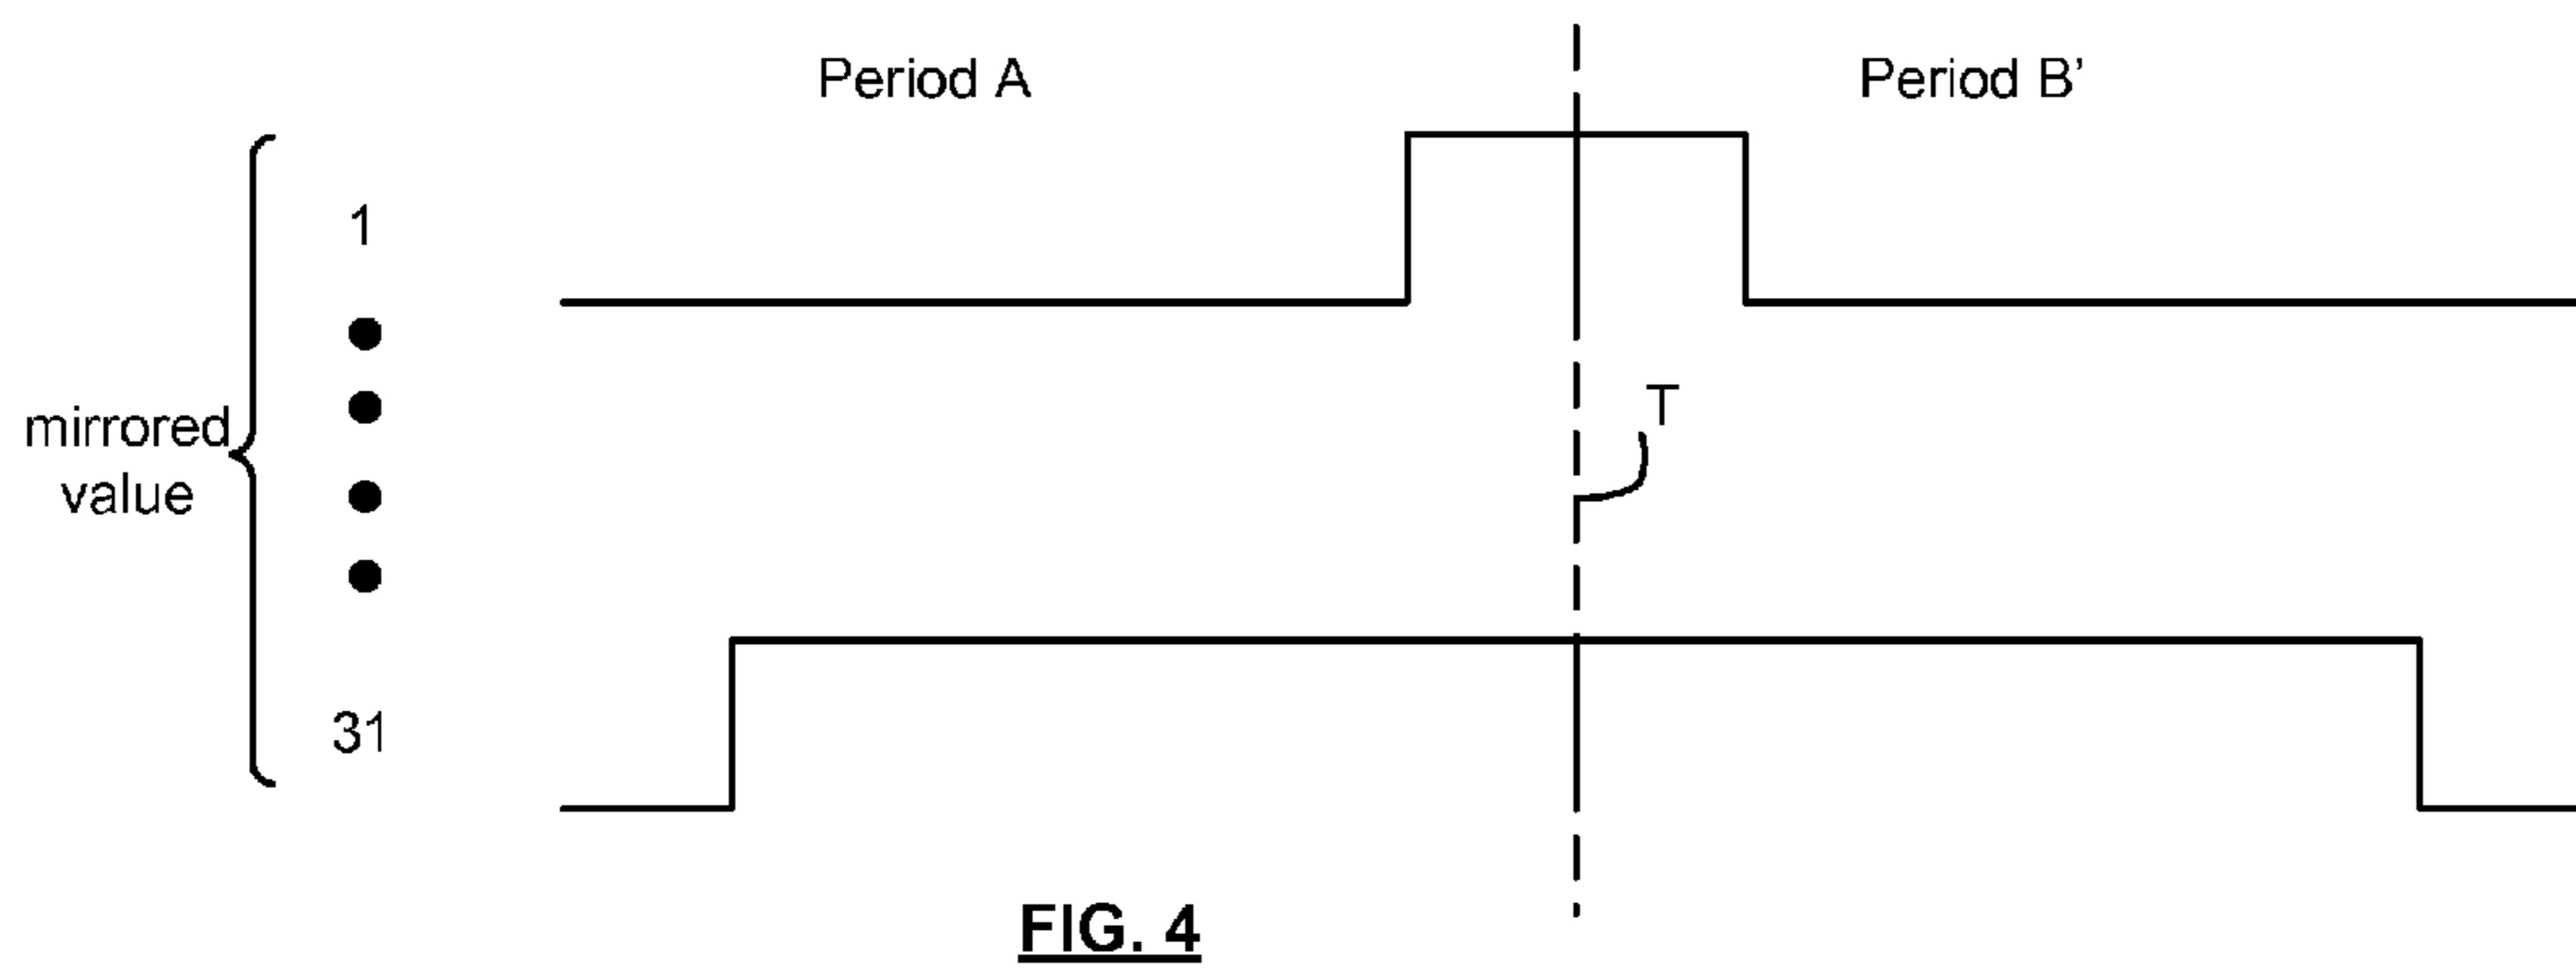 Period A
Period B’
1
mirrored
value
T
31
FIG. 4